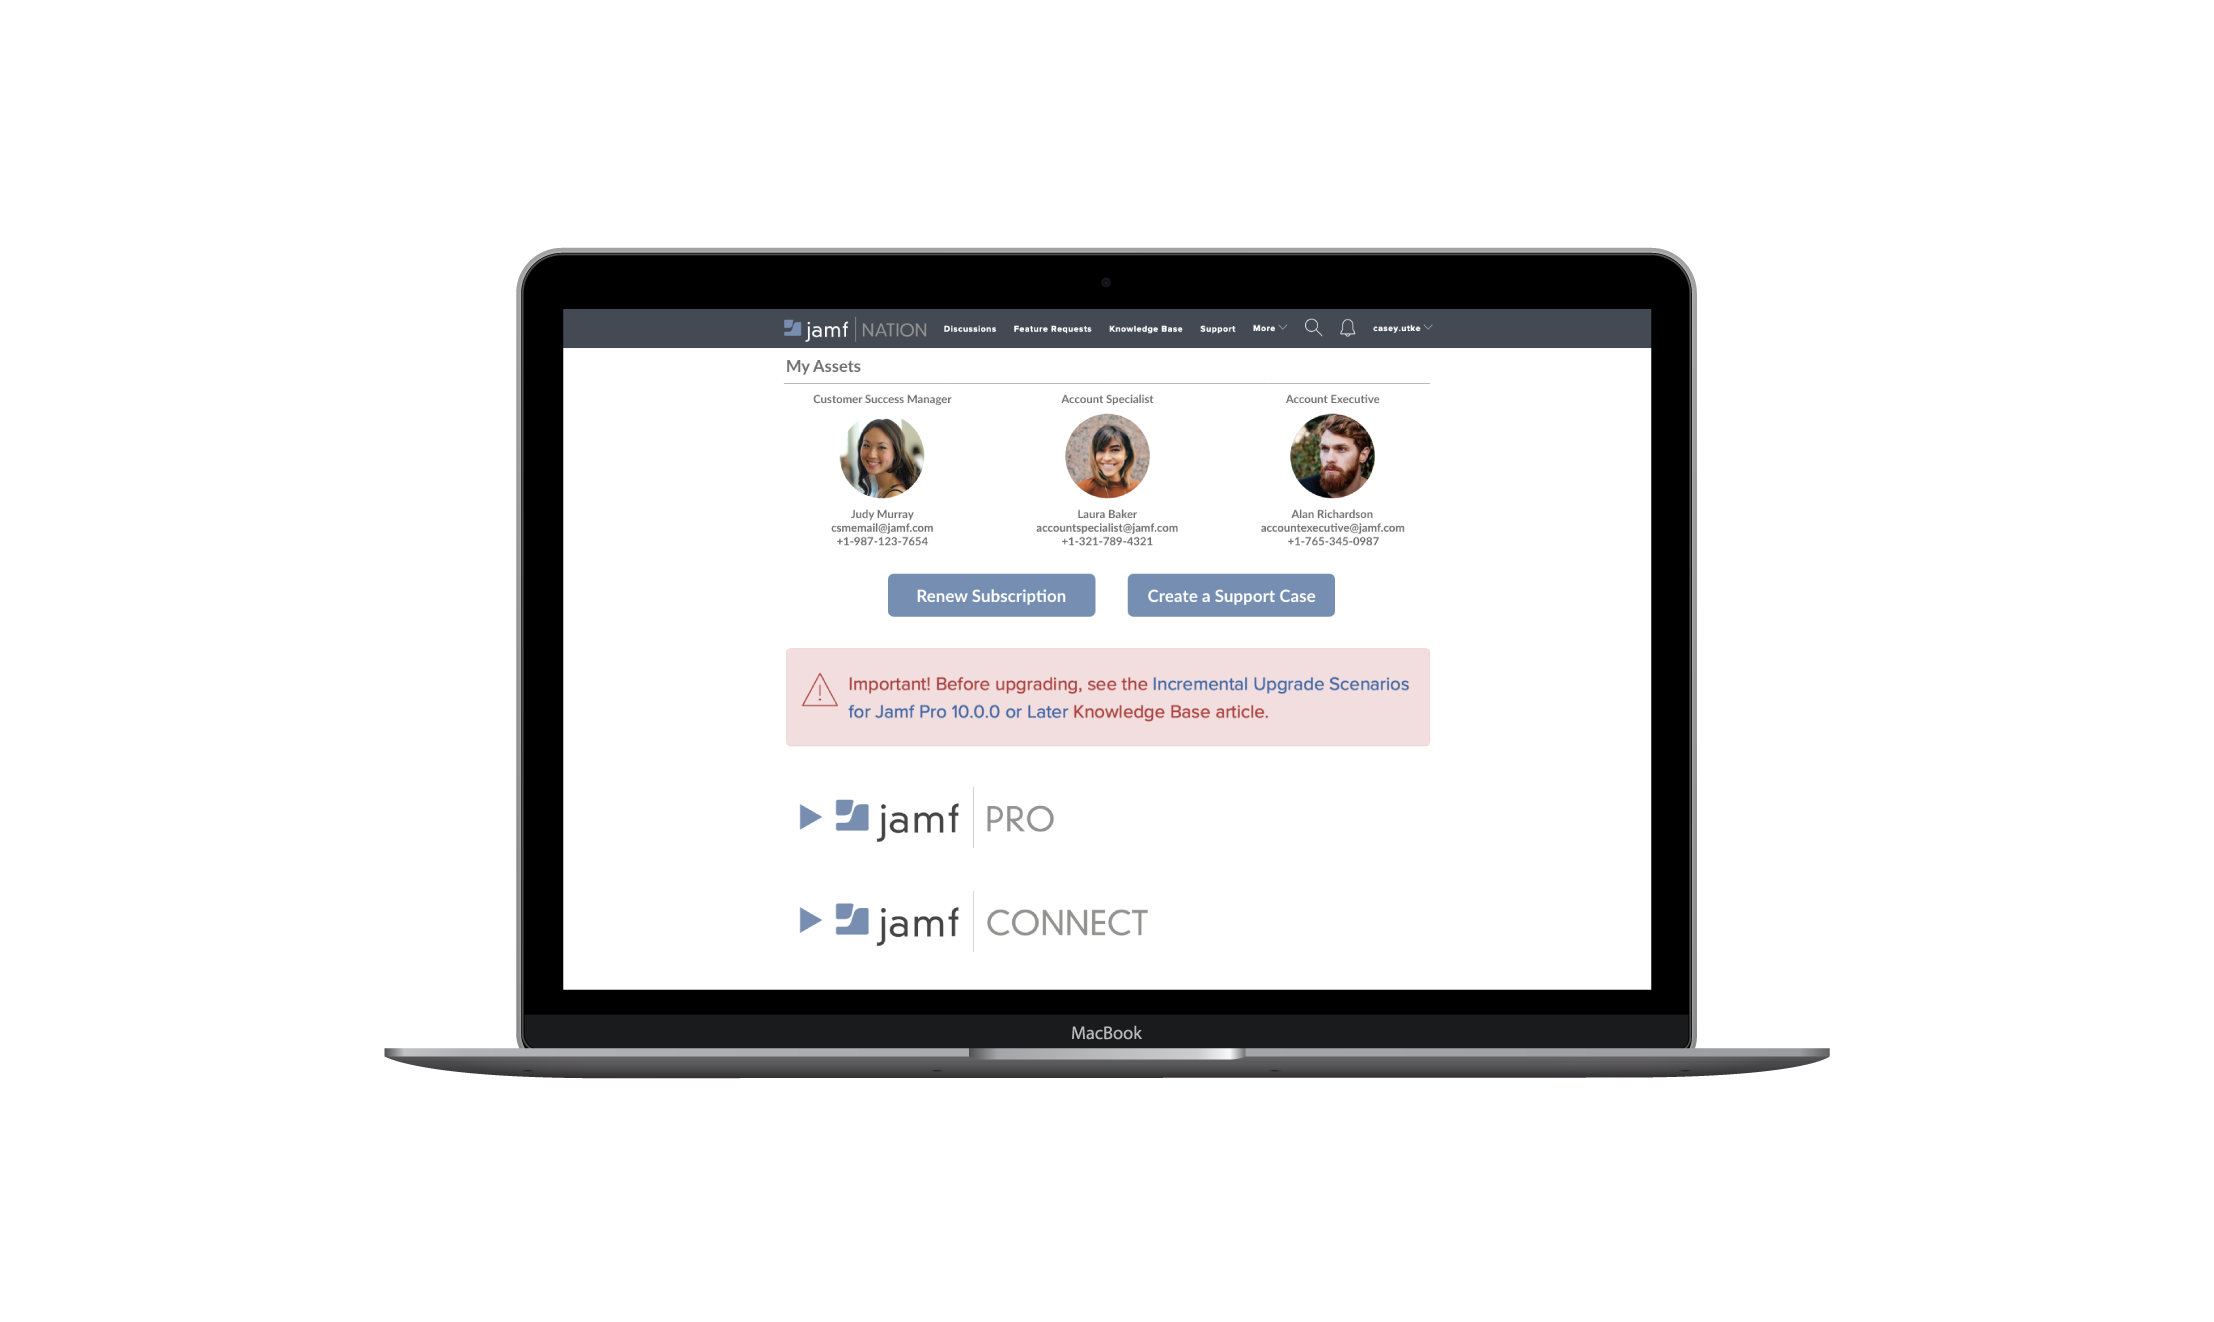 jamf NATION Discussions Feature Requests Knowledge Base Support More casey.utke
My Assets
Customer Success Manager Account Specialist Account Executive
Judy Murray Laura Baker Alan Richardson
csmemail@jamf.com accountspecialist@jamf.com accountexecutive@jamf.com
+1-987-123-7654 +1-321-789-4321 +1-765-345-0987
Renew Subscription Create a Support Case
Important! Before upgrading, see the Incremental Upgrade Scenarios
for Jamf Pro 10.0.0 or Later Knowledge Base article.
jamf PRO
jamf CONNECT
MacBook